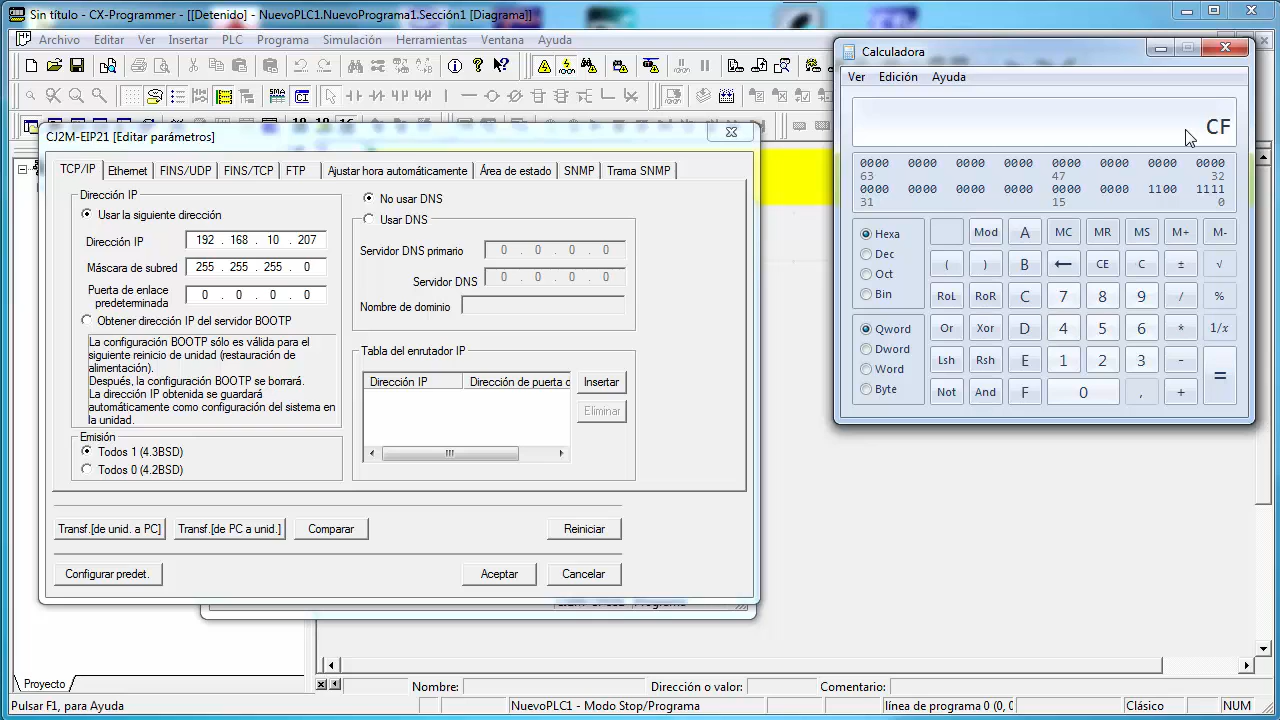 Sin título - CX-Programmer - [[Detenido] - NuevoPLC1.NuevoPrograma1.Sección1 [Diagrama]]
Archivo Editar Ver Insertar PLC Programa Simulación Herramientas Ventana Ayuda
CJ2M-EIP21 [Editar parámetros]
TCP/IP Ethernet FINS/UDP FINS/TCP FTP Ajustar hora automáticamente Área de estado SNMP Trama SNMP
Dirección IP
Usar la siguiente dirección
Dirección IP 192 . 168 . 10 . 207
Máscara de subred 255 . 255 . 255 . 0
Puerta de enlace
predeterminada 0 . 0 . 0 . 0
Obtener dirección IP del servidor BOOTP
La configuración BOOTP sólo es válida para el
siguiente reinicio de unidad (restauración de
alimentación).
Después, la configuración BOOTP se borrará.
La dirección IP obtenida se guardará
automáticamente como configuración del sistema en
la unidad.
Emisión
Todos 1 (4.3BSD)
Todos 0 (4.2BSD)
No usar DNS
Usar DNS
Servidor DNS primario 0 . 0 . 0 . 0
Servidor DNS 0 . 0 . 0 . 0
Nombre de dominio
Tabla del enrutador IP
Dirección IP Dirección de puerta d
Insertar
Eliminar
Transf.[de unid. a PC] Transf.[de PC a unid.] Comparar Reiniciar
Configurar predet. Aceptar Cancelar
Calculadora
Ver Edición Ayuda
CF
0000 0000 0000 0000 0000 0000 0000 0000
63 47 32
0000 0000 0000 0000 0000 0000 1100 1111
31 15 0
Hexa
Dec
Oct
Bin
Qword
Dword
Word
Byte
Mod A MC MR MS M+ M-
( ) B ← CE C ± √
RoL RoR C 7 8 9 / %
Or Xor D 4 5 6 * 1/x
Lsh Rsh E 1 2 3 - =
Not And F 0 , +
Proyecto
Nombre: Dirección o valor: Comentario:
Pulsar F1, para Ayuda NuevoPLC1 - Modo Stop/Programa línea de programa 0 (0, 0 Clásico NUM